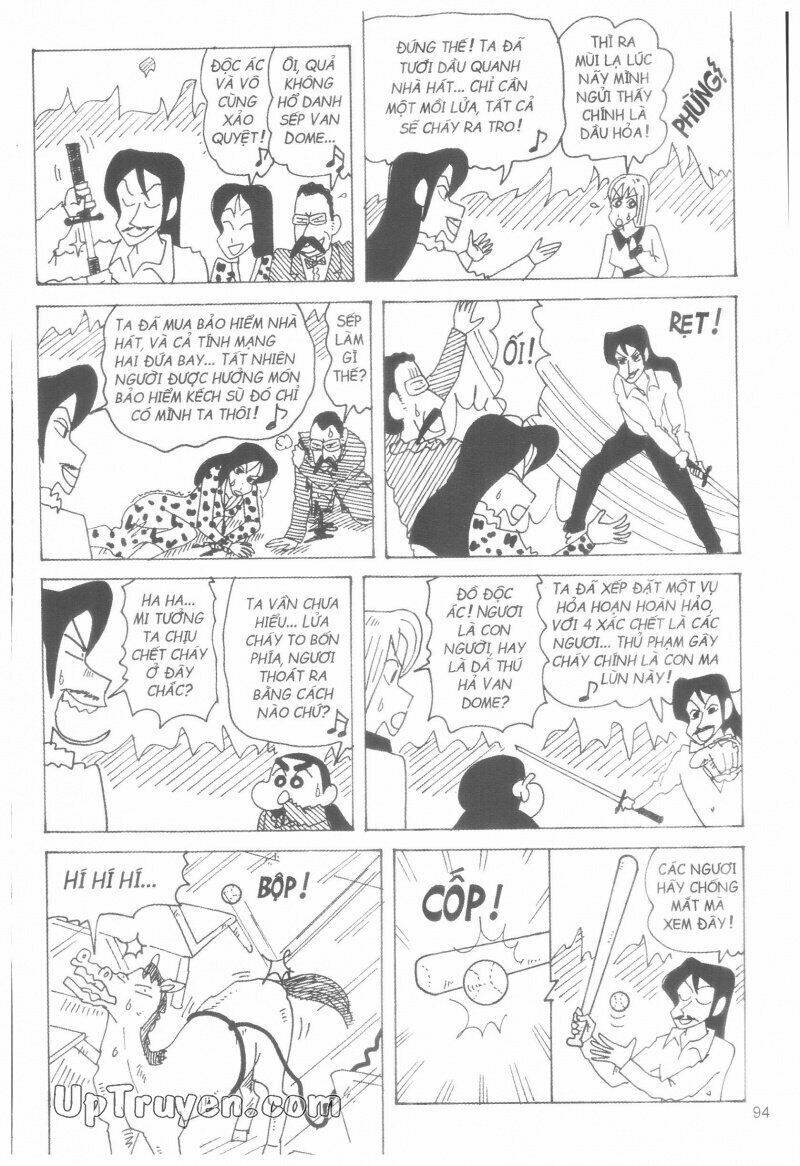 PHỪNG!
THÌ RA
MÙI LẠ LÚC
NÃY MÌNH
NGỬI THẤY
CHÍNH LÀ
DẦU HỎA!
ĐÚNG THẾ! TA ĐÃ
TƯỚI DẦU QUANH
NHÀ HÁT... CHỈ CẦN
MỘT MỒI LỬA, TẤT CẢ
SẼ CHÁY RA TRO!
ÔI, QUẢ
KHÔNG
HỔ DANH
SẾP VAN
DOME...
ĐỘC ÁC
VÀ VÔ
CÙNG
XẢO
QUYỆT!
RẸT!
ỐI!
SẾP
LÀM
GÌ
THẾ?
TA ĐÃ MUA BẢO HIỂM NHÀ
HÁT, VÀ CẢ TÍNH MẠNG
HAI ĐỨA BAY... TẤT NHIÊN
NGƯỜI ĐƯỢC HƯỞNG MÓN
BẢO HIỂM KẾCH SÙ ĐÓ CHỈ
CÓ MÌNH TA THÔI!
TA ĐÃ XẾP ĐẶT MỘT VỤ
HỎA HOẠN HOÀN HẢO,
VỚI 4 XÁC CHẾT LÀ CÁC
NGƯƠI... THỦ PHẠM GÂY
CHÁY CHÍNH LÀ CON MA
LÙN NÀY!
ĐỒ ĐỘC
ÁC! NGƯƠI
LÀ CON
NGƯỜI, HAY
LÀ DÃ THÚ
HẢ VAN
DOME?
TA VẪN CHƯA
HIỂU... LỬA
CHÁY TO BỐN
PHÍA, NGƯƠI
THOÁT RA
BẰNG CÁCH
NÀO CHỨ?
HA HA...
MI TƯỞNG
TA CHỊU
CHẾT CHÁY
Ở ĐÂY
CHẮC?
CÁC NGƯƠI
HÃY CHỐNG
MẮT MÀ
XEM ĐÂY!
CỐP!
BỘP!
HÍ HÍ HÍ...
UpTruyen.com
94